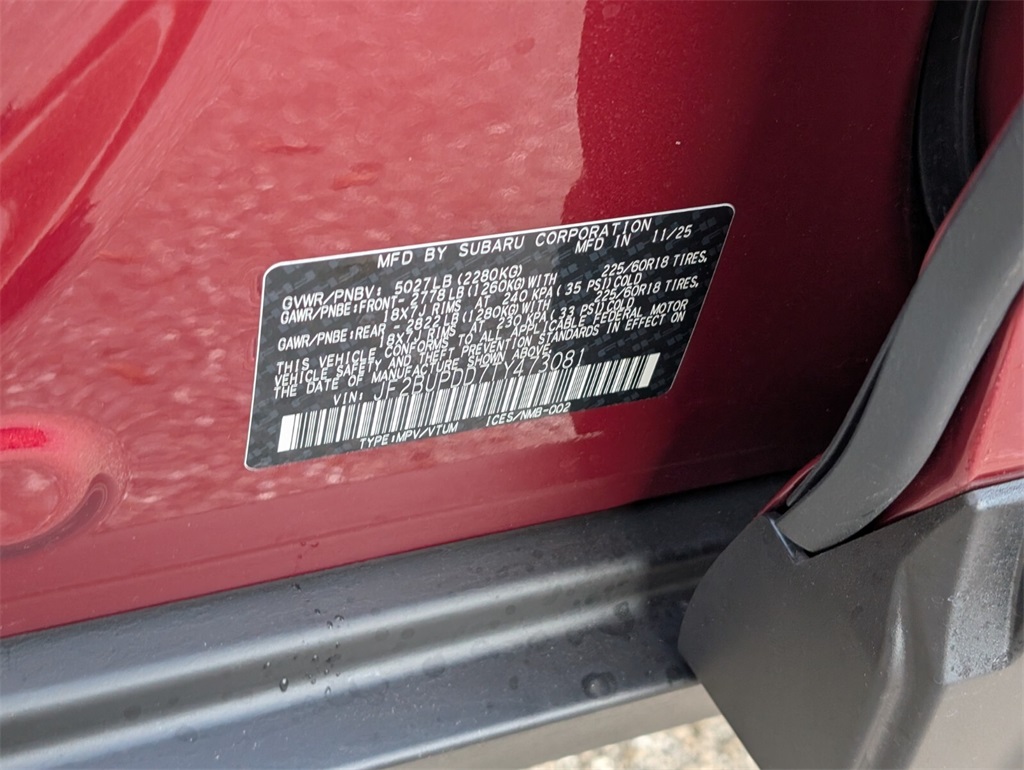 MFD BY SUBARU CORPORATION
MFD IN 11/25
GVWR/PNBV: 5027LB(2280KG)
GAWR/PNBE:FRONT-2778LB(1260KG)WITH 225/60R18 TIRES,
18X7J RIMS, AT 240 KPA(35 PSI)COLD
GAWR/PNBE:REAR -2822LB(1280KG)WITH 225/60R18 TIRES,
18X7J RIMS, AT 230 KPA(33 PSI)COLD
THIS VEHICLE CONFORMS TO ALL APPLICABLE FEDERAL MOTOR
VEHICLE SAFETY AND THEFT PREVENTION STANDARDS IN EFFECT ON
THE DATE OF MANUFACTURE SHOWN ABOVE.
VIN:
TYPE:MPV/VTUM ICES/NMB-002